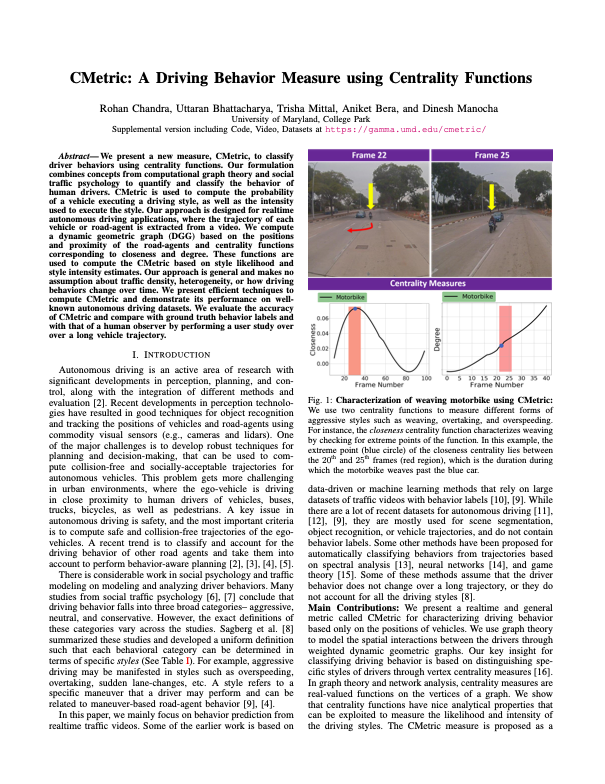 CMetric: A Driving Behavior Measure using Centrality Functions
Rohan Chandra, Uttaran Bhattacharya, Trisha Mittal, Aniket Bera, and Dinesh Manocha
University of Maryland, College Park
Supplemental version including Code, Video, Datasets at https://gamma.umd.edu/cmetric/
Abstract—We present a new measure, CMetric, to classify
driver behaviors using centrality functions. Our formulation
combines concepts from computational graph theory and social
traffic psychology to quantify and classify the behavior of
human drivers. CMetric is used to compute the probability
of a vehicle executing a driving style, as well as the intensity
used to execute the style. Our approach is designed for realtime
autonomous driving applications, where the trajectory of each
vehicle or road-agent is extracted from a video. We compute
a dynamic geometric graph (DGG) based on the positions
and proximity of the road-agents and centrality functions
corresponding to closeness and degree. These functions are
used to compute the CMetric based on style likelihood and
style intensity estimates. Our approach is general and makes no
assumption about traffic density, heterogeneity, or how driving
behaviors change over time. We present efficient techniques to
compute CMetric and demonstrate its performance on well-
known autonomous driving datasets. We evaluate the accuracy
of CMetric and compare with ground truth behavior labels and
with that of a human observer by performing a user study over
over a long vehicle trajectory.
I. INTRODUCTION
Autonomous driving is an active area of research with
significant developments in perception, planning, and con-
trol, along with the integration of different methods and
evaluation [2]. Recent developments in perception technolo-
gies have resulted in good techniques for object recognition
and tracking the positions of vehicles and road-agents using
commodity visual sensors (e.g., cameras and lidars). One
of the major challenges is to develop robust techniques for
planning and decision-making, that can be used to com-
pute collision-free and socially-acceptable trajectories for
autonomous vehicles. This problem gets more challenging
in urban environments, where the ego-vehicle is driving
in close proximity to human drivers of vehicles, buses,
trucks, bicycles, as well as pedestrians. A key issue in
autonomous driving is safety, and the most important criteria
is to compute safe and collision-free trajectories of the ego-
vehicles. A recent trend is to classify and account for the
driving behavior of other road agents and take them into
account to perform behavior-aware planning [2], [3], [4], [5].
There is considerable work in social psychology and traffic
modeling on modeling and analyzing driver behaviors. Many
studies from social traffic psychology [6], [7] conclude that
driving behavior falls into three broad categories– aggressive,
neutral, and conservative. However, the exact definitions of
these categories vary across the studies. Sagberg et al. [8]
summarized these studies and developed a uniform definition
such that each behavioral category can be determined in
terms of specific styles (See Table I). For example, aggressive
driving may be manifested in styles such as overspeeding,
overtaking, sudden lane-changes, etc. A style refers to a
specific maneuver that a driver may perform and can be
related to maneuver-based road-agent behavior [9], [4].
In this paper, we mainly focus on behavior prediction from
realtime traffic videos. Some of the earlier work is based on
Frame 22
Frame 25
Centrality Measures
Motorbike
Motorbike
Closeness
0.06
0.04
0.02
0.00
20 40 60 80 100
Frame Number
Degree
0 5 10 15 20 25 30 35 40
Frame Number
Fig. 1: Characterization of weaving motorbike using CMetric:
We use two centrality functions to measure different forms of
aggressive styles such as weaving, overtaking, and overspeeding.
For instance, the closeness centrality function characterizes weaving
by checking for extreme points of the function. In this example, the
extreme point (blue circle) of the closeness centrality lies between
the 20th and 25th frames (red region), which is the duration during
which the motorbike weaves past the blue car.
data-driven or machine learning methods that rely on large
datasets of traffic videos with behavior labels [10], [9]. While
there are a lot of recent datasets for autonomous driving [11],
[12], [9], they are mostly used for scene segmentation,
object recognition, or vehicle trajectories, and do not contain
behavior labels. Some other methods have been proposed for
automatically classifying behaviors from trajectories based
on spectral analysis [13], neural networks [14], and game
theory [15]. Some of these methods assume that the driver
behavior does not change over a long trajectory, or they do
not account for all the driving styles [8].
Main Contributions: We present a realtime and general
metric called CMetric for characterizing driving behavior
based only on the positions of vehicles. We use graph theory
to model the spatial interactions between the drivers through
weighted dynamic geometric graphs. Our key insight for
classifying driving behavior is based on distinguishing spe-
cific styles of drivers through vertex centrality measures [16].
In graph theory and network analysis, centrality measures are
real-valued functions on the vertices of a graph. We show
that centrality functions have nice analytical properties that
can be exploited to measure the likelihood and intensity of
the driving styles. The CMetric measure is proposed as a